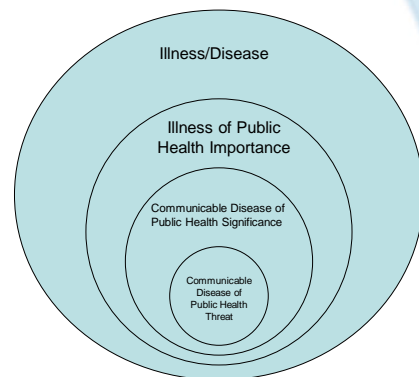 Illness/Disease
Illness of Public
Health Importance
Communicable Disease of
Public Health Significance
Communicable
Disease of
Public Health
Threat